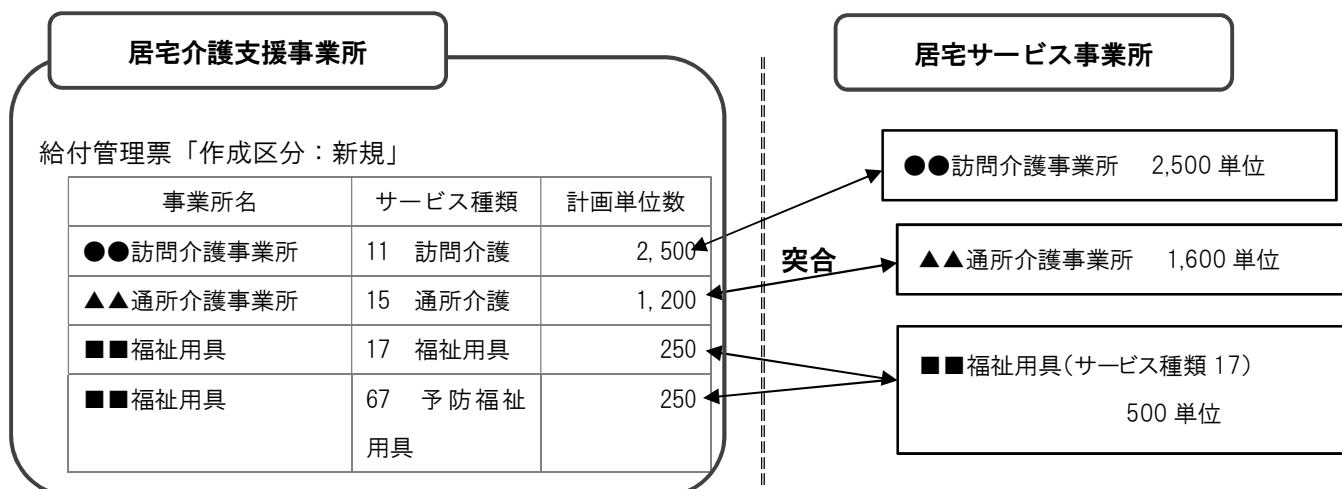 居宅介護支援事業所
居宅サービス事業所
給付管理票「作成区分：新規」
事業所名 サービス種類 計画単位数
●●訪問介護事業所 11 訪問介護 2,500
▲▲通所介護事業所 15 通所介護 1,200
■■福祉用具 17 福祉用具 250
■■福祉用具 67 予防福祉 250
用具
突合
●●訪問介護事業所 2,500 単位
▲▲通所介護事業所 1,600 単位
■■福祉用具(サービス種類 17)
500 単位